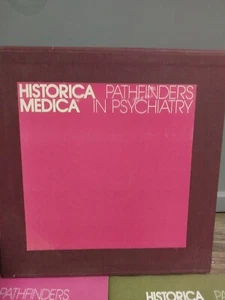 HISTORICA PATHFINDERS
MEDICA IN PSYCHIATRY
PATHFINDERS
HISTORICA